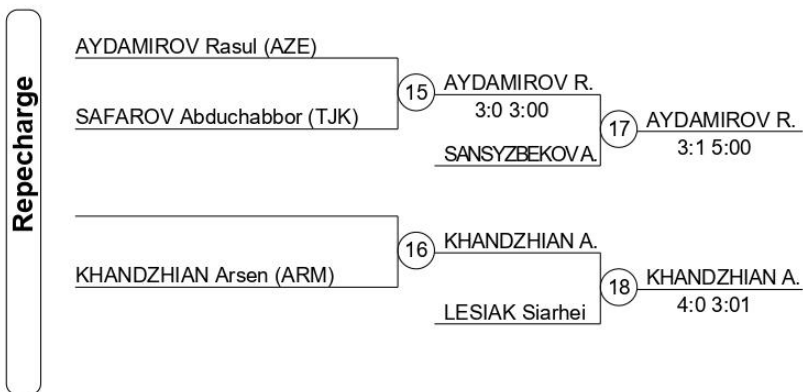 Repechage
AYDAMIROV Rasul (AZE)
SAFAROV Abduchabbor (TJK)
15
AYDAMIROV R.
3:0 3:00
SANSYZBEKOV A.
17
AYDAMIROV R.
3:1 5:00
16
KHANDZHIAN Arsen (ARM)
KHANDZHIAN A.
LESIAK Siarhei
18
KHANDZHIAN A.
4:0 3:01